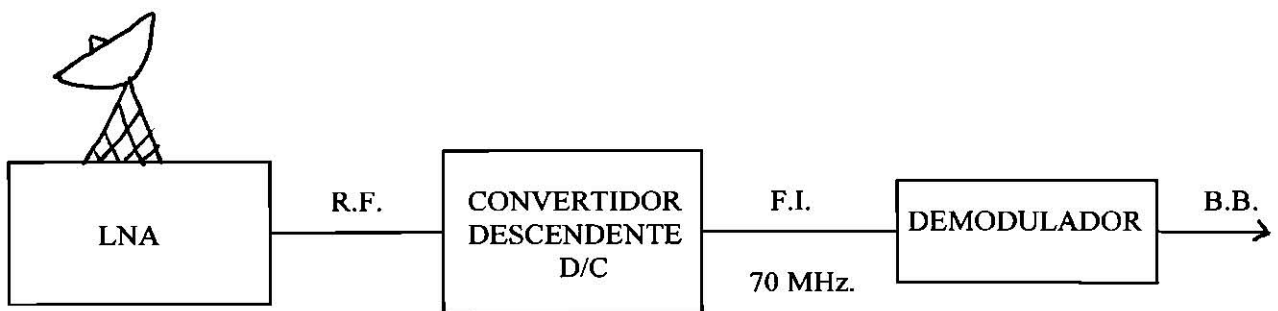 LNA
R.F.
CONVERTIDOR
DESCENDENTE
D/C
F.I.
70 MHz.
DEMODULADOR
B.B.